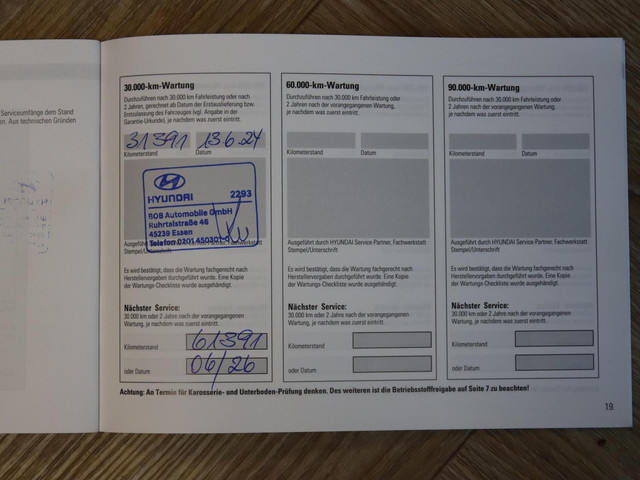 Serviceumfänge dem Stand
en. Aus technischen Gründen
30.000-km-Wartung
Durchzuführen nach 30.000 km Fahrleistung oder nach
2 Jahren, gerechnet ab Datum der Erstauslieferung bzw.
Erstzulassung des Fahrzeuges (vgl. Angabe in der
Garantie-Urkunde), je nachdem was zuerst eintritt.
31391 13.6.24
Kilometerstand Datum
HYUNDAI 2293
BOB Automobile GmbH
Ruhrtalstraße 46
45239 Essen
Telefon 0201 450301-0
Ausgeführt durch HYUNDAI Service Partner, Fachwerkstatt
Stempel/Unterschrift
Es wird bestätigt, dass die Wartung fachgerecht nach
Herstellervorgaben durchgeführt wurde. Eine Kopie
der Wartungs-Checkliste wurde ausgehändigt.
Nächster Service:
30.000 km oder 2 Jahre nach der vorangegangenen
Wartung, je nachdem was zuerst eintritt.
Kilometerstand 61391
oder Datum 06/26
60.000-km-Wartung
Durchzuführen nach 30.000 km Fahrleistung oder
2 Jahren nach der vorangegangenen Wartung,
je nachdem was zuerst eintritt.
Kilometerstand Datum
Ausgeführt durch HYUNDAI Service Partner, Fachwerkstatt
Stempel/Unterschrift
Es wird bestätigt, dass die Wartung fachgerecht nach
Herstellervorgaben durchgeführt wurde. Eine Kopie
der Wartungs-Checkliste wurde ausgehändigt.
Nächster Service:
30.000 km oder 2 Jahre nach der vorangegangenen
Wartung, je nachdem was zuerst eintritt.
Kilometerstand
oder Datum
90.000-km-Wartung
Durchzuführen nach 30.000 km Fahrleistung oder
2 Jahren nach der vorangegangenen Wartung,
je nachdem was zuerst eintritt.
Kilometerstand Datum
Ausgeführt durch HYUNDAI Service Partner, Fachwerkstatt
Stempel/Unterschrift
Es wird bestätigt, dass die Wartung fachgerecht nach
Herstellervorgaben durchgeführt wurde. Eine Kopie
der Wartungs-Checkliste wurde ausgehändigt.
Nächster Service:
30.000 km oder 2 Jahre nach der vorangegangenen
Wartung, je nachdem was zuerst eintritt.
Kilometerstand
oder Datum
Achtung: An Termin für Karosserie- und Unterboden-Prüfung denken. Des weiteren ist die Betriebsstofffreigabe auf Seite 7 zu beachten!
19